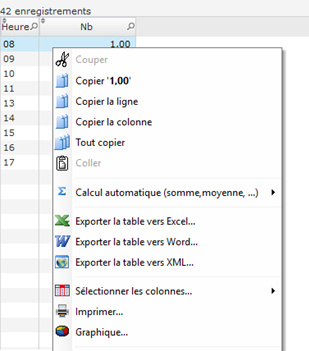 42 enregistrements
Heure Nb
08 1,00
09
10
11
13
14
15
16
17
Couper
Copier '1,00'
Copier la ligne
Copier la colonne
Tout copier
Coller
Calcul automatique (somme,moyenne, ...)
Exporter la table vers Excel...
Exporter la table vers Word...
Exporter la table vers XML...
Sélectionner les colonnes...
Imprimer...
Graphique...